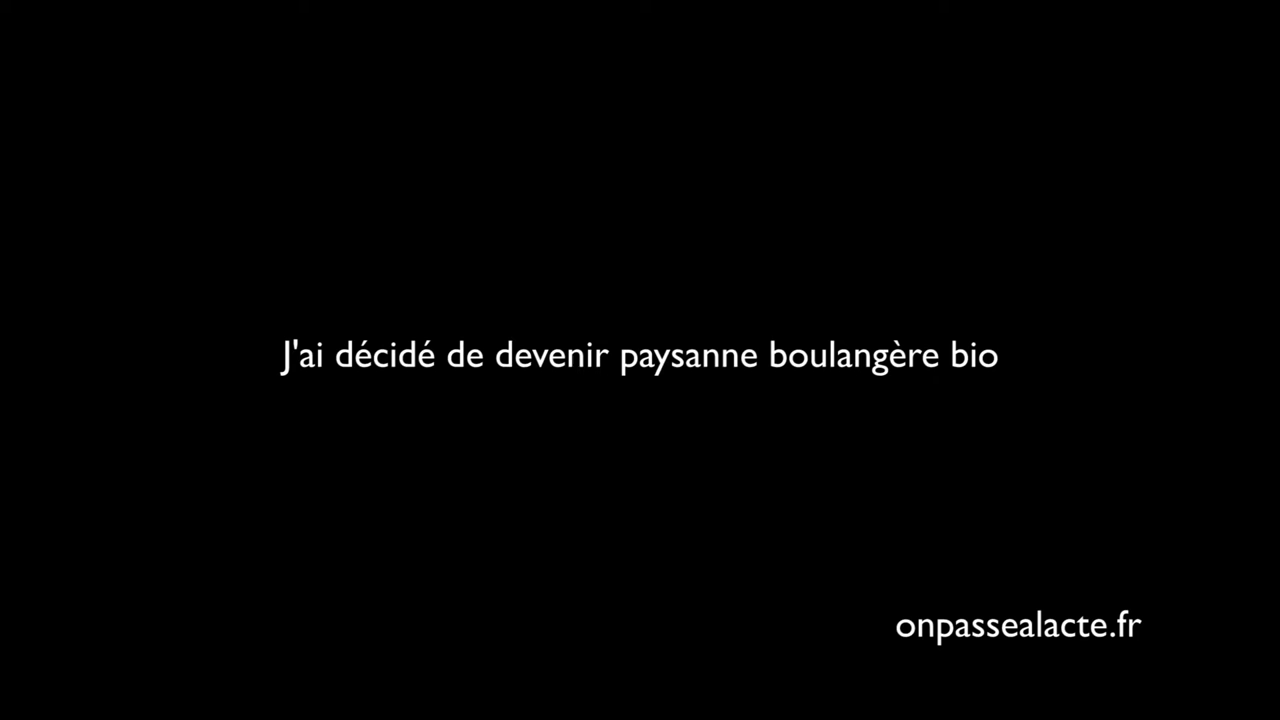 J'ai décidé de devenir paysanne boulangère bio
onpassealacte.fr